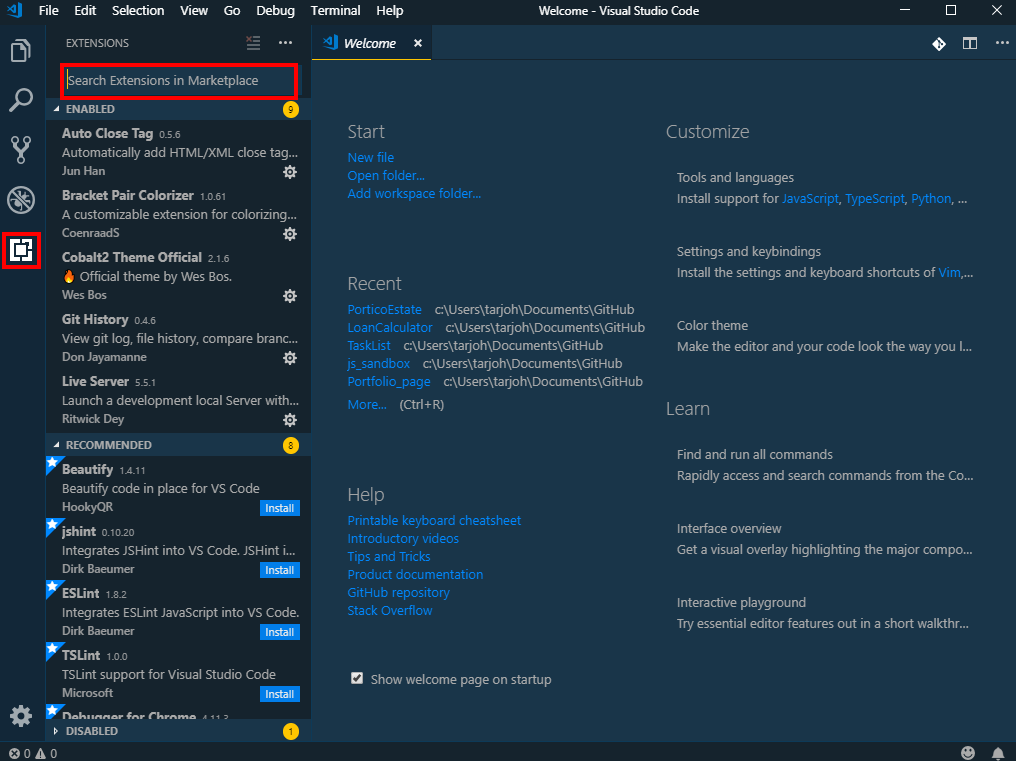 File Edit Selection View Go Debug Terminal Help Welcome - Visual Studio Code
EXTENSIONS
Search Extensions in Marketplace
ENABLED 9
Auto Close Tag 0.5.6
Automatically add HTML/XML close tag...
Jun Han
Bracket Pair Colorizer 1.0.61
A customizable extension for colorizing...
CoenraadS
Cobalt2 Theme Official 2.1.6
🔥 Official theme by Wes Bos.
Wes Bos
Git History 0.4.6
View git log, file history, compare branc...
Don Jayamanne
Live Server 5.5.1
Launch a development local Server with...
Ritwick Dey
RECOMMENDED 8
Beautify 1.4.11
Beautify code in place for VS Code
HookyQR Install
jshint 0.10.20
Integrates JSHint into VS Code. JSHint i...
Dirk Baeumer Install
ESLint 1.8.2
Integrates ESLint JavaScript into VS Code.
Dirk Baeumer Install
TSLint 1.0.0
TSLint support for Visual Studio Code
Microsoft Install
Debugger for Chrome 4.11.3
DISABLED 1
Welcome
Start
New file
Open folder...
Add workspace folder...
Recent
PorticoEstate c:\Users\tarjoh\Documents\GitHub
LoanCalculator c:\Users\tarjoh\Documents\GitHub
TaskList c:\Users\tarjoh\Documents\GitHub
js_sandbox c:\Users\tarjoh\Documents\GitHub
Portfolio_page c:\Users\tarjoh\Documents\GitHub
More... (Ctrl+R)
Help
Printable keyboard cheatsheet
Introductory videos
Tips and Tricks
Product documentation
GitHub repository
Stack Overflow
Show welcome page on startup
Customize
Tools and languages
Install support for JavaScript, TypeScript, Python, ...
Settings and keybindings
Install the settings and keyboard shortcuts of Vim,...
Color theme
Make the editor and your code look the way you l...
Learn
Find and run all commands
Rapidly access and search commands from the Co...
Interface overview
Get a visual overlay highlighting the major compo...
Interactive playground
Try essential editor features out in a short walkthr...
0 0